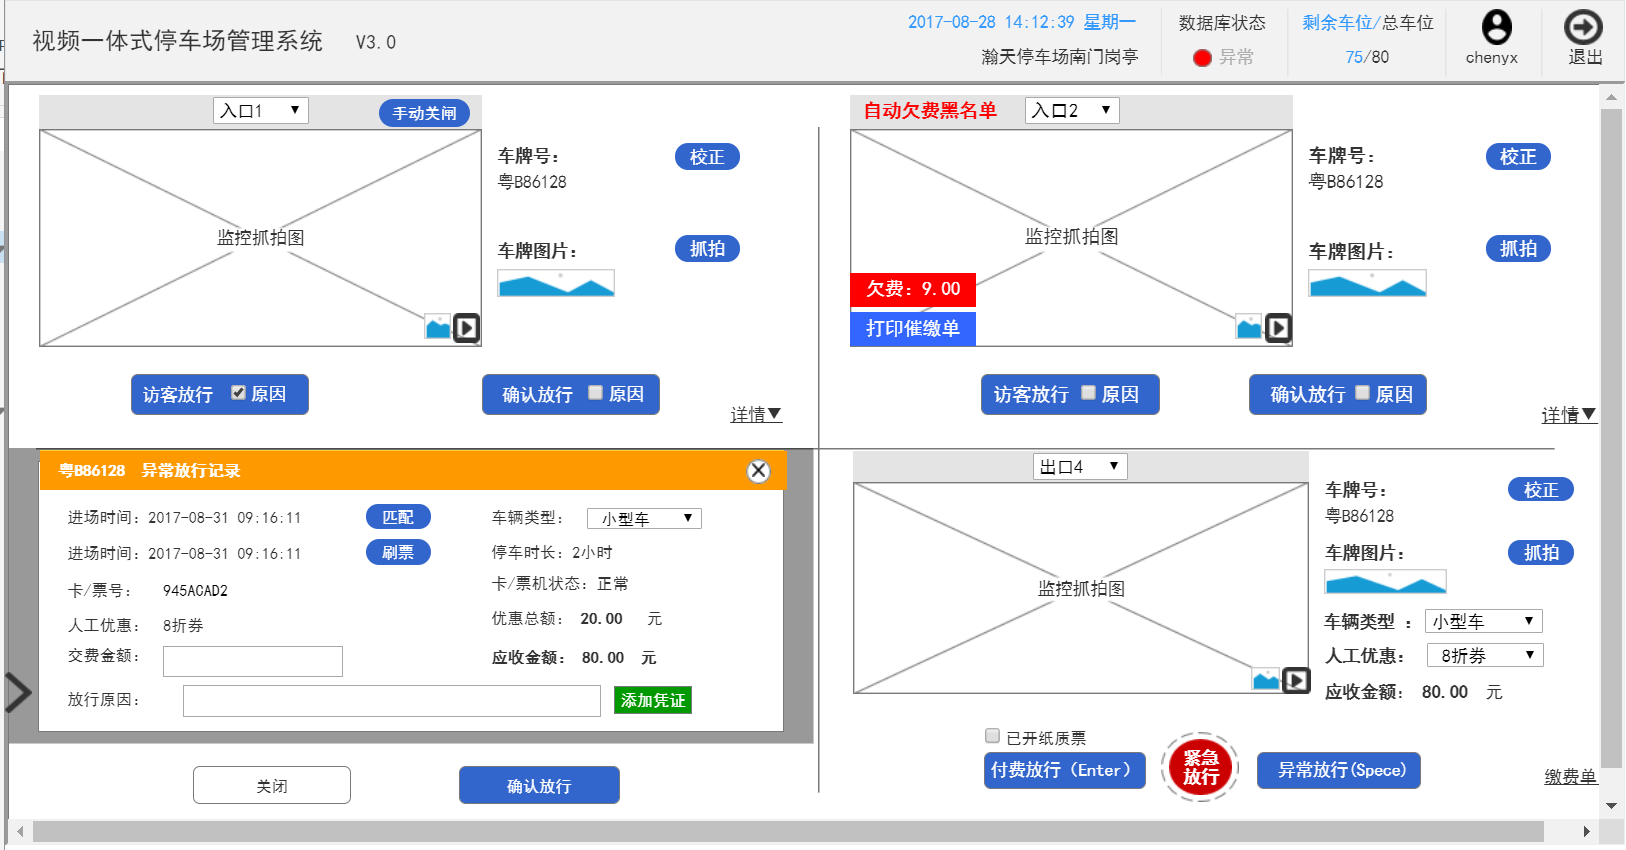 视频一体式停车场管理系统 V3.0
2017-08-28 14:12:39 星期一
瀚天停车场南门岗亭
数据库状态
异常
剩余车位/总车位
75/80
chenyx
退出
入口1
手动关闸
监控抓拍图
车牌号：
校正
粤B86128
车牌图片：
抓拍
访客放行 原因
确认放行 原因
详情▼
自动欠费黑名单
入口2
监控抓拍图
欠费：9.00
打印催缴单
车牌号：
校正
粤B86128
车牌图片：
抓拍
访客放行 原因
确认放行 原因
详情▼
粤B86128 异常放行记录
进场时间：2017-08-31 09:16:11
匹配
车辆类型：
小型车
进场时间：2017-08-31 09:16:11
刷票
停车时长：2小时
卡/票号：
945ACAD2
卡/票机状态：正常
人工优惠：
8折券
优惠总额：
20.00 元
交费金额：
应收金额：
80.00 元
放行原因：
添加凭证
关闭
确认放行
出口4
监控抓拍图
车牌号：
校正
粤B86128
车牌图片：
抓拍
车辆类型 ：
小型车
人工优惠：
8折券
应收金额：
80.00 元
已开纸质票
付费放行（Enter）
紧急
放行
异常放行(Spece)
缴费单